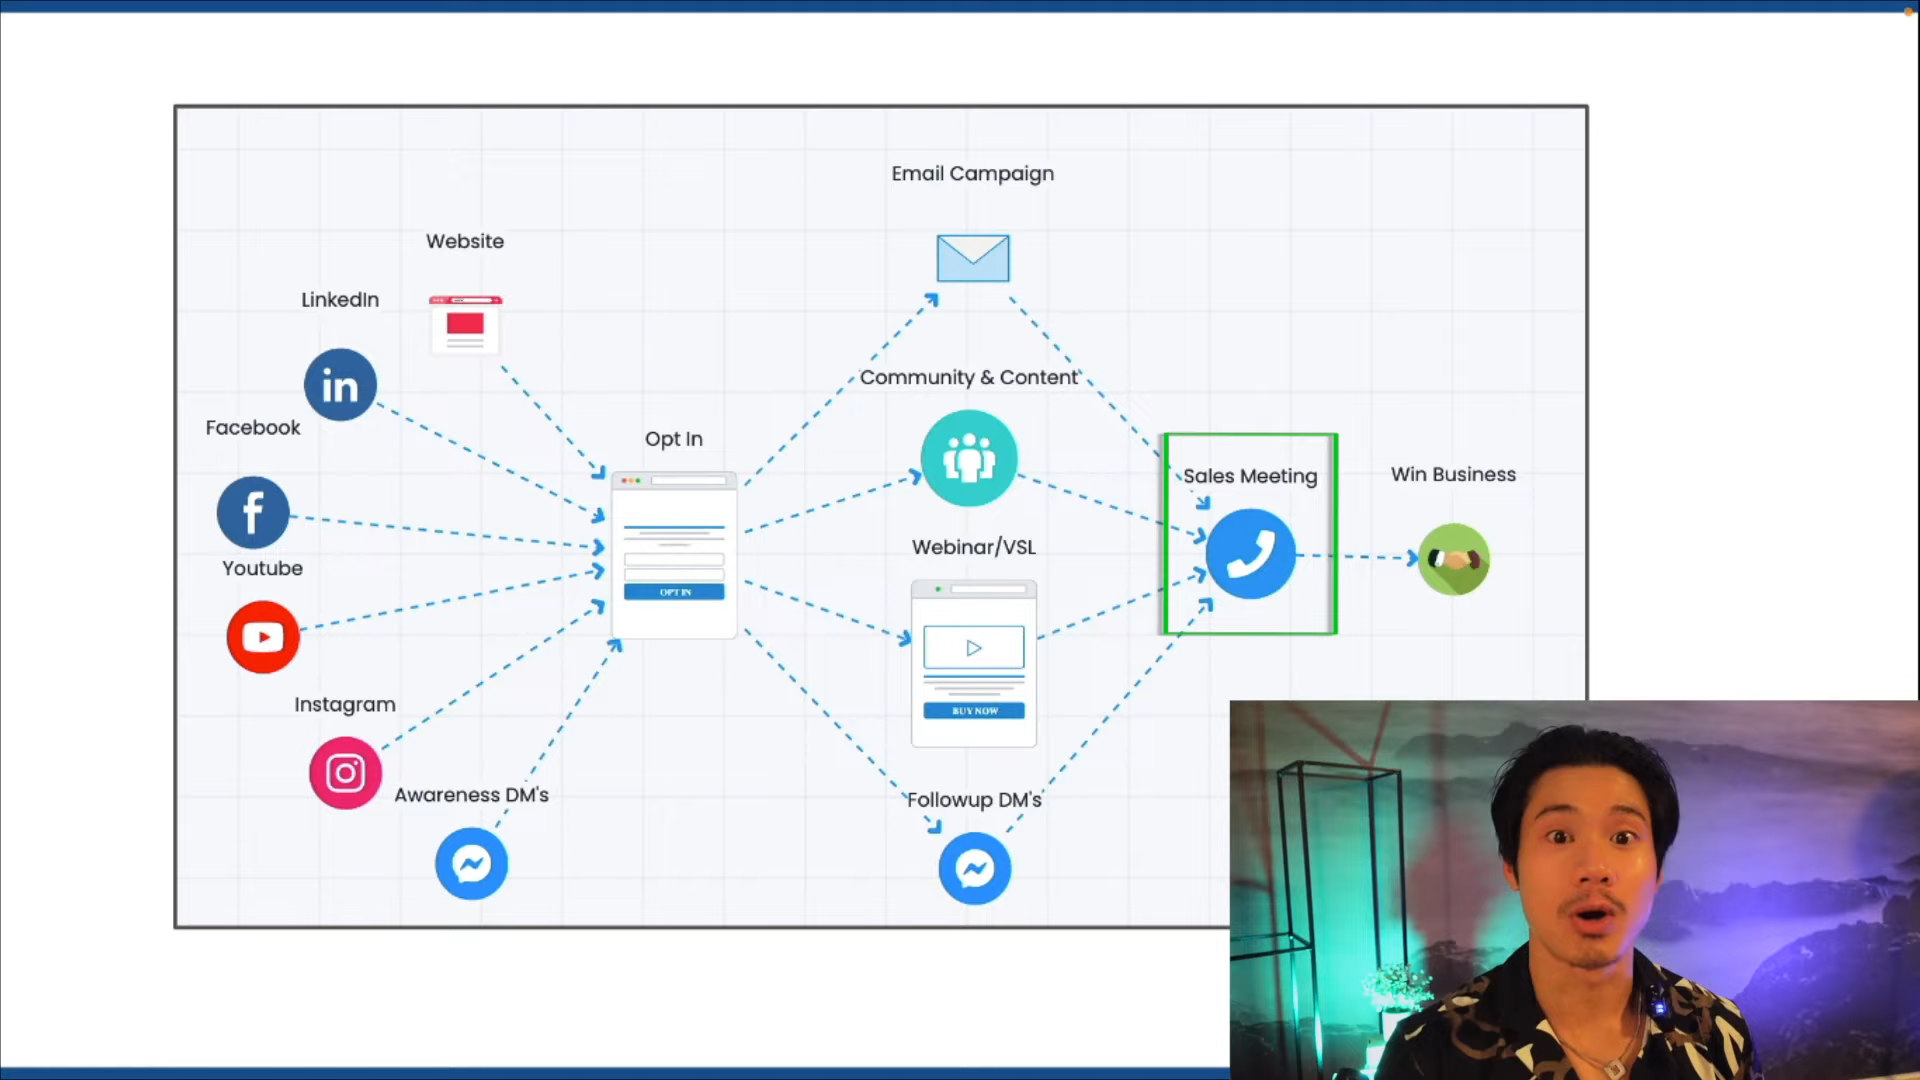 Email Campaign
Website
LinkedIn
in
Community & Content
Facebook
f
Opt In
OPT IN
Sales Meeting
Win Business
Webinar/VSL
BUY NOW
Youtube
Instagram
Awareness DM's
Followup DM's